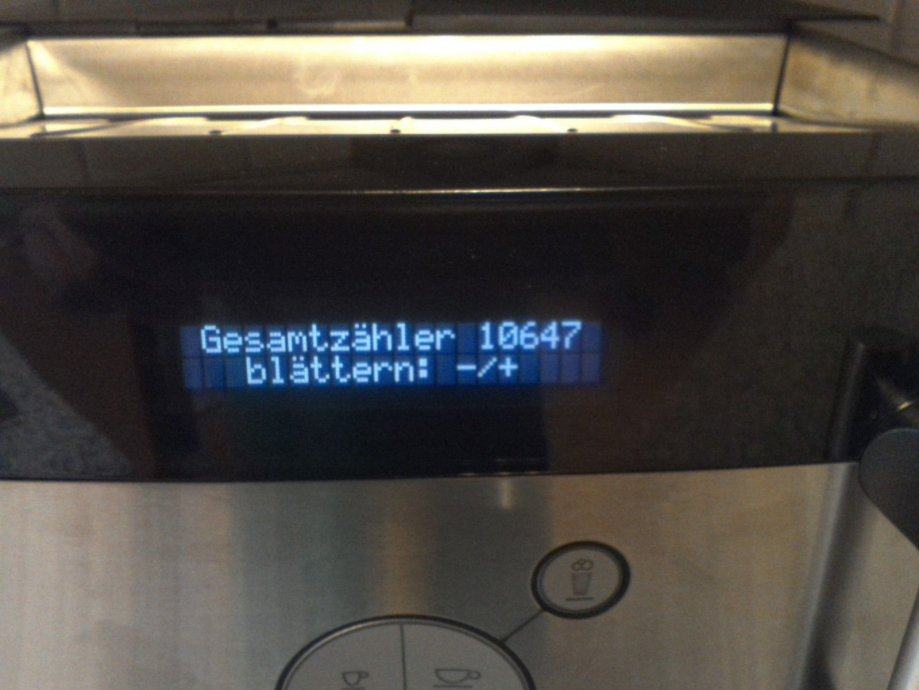 Gesamtzähler 10647
blättern: -/+